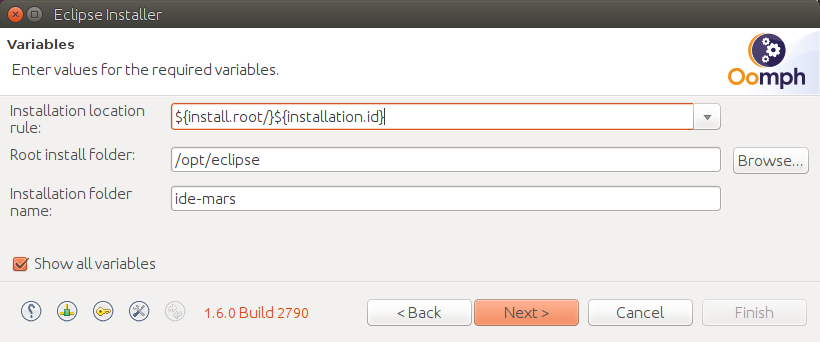 Eclipse Installer
Variables
Enter values for the required variables.
Oomph
Installation location
rule:
${install.root/}${installation.id}
Root install folder:
/opt/eclipse
Browse...
Installation folder
name:
ide-mars
Show all variables
?
1.6.0 Build 2790
< Back
Next >
Cancel
Finish